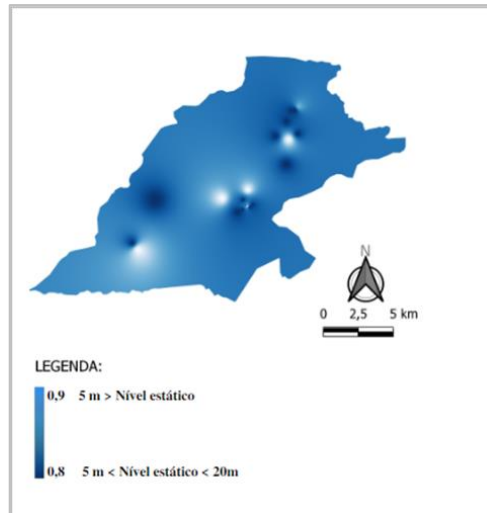 N
0 2,5 5 km
LEGENDA:
0,9 5 m > Nível estático
0,8 5 m < Nível estático < 20m